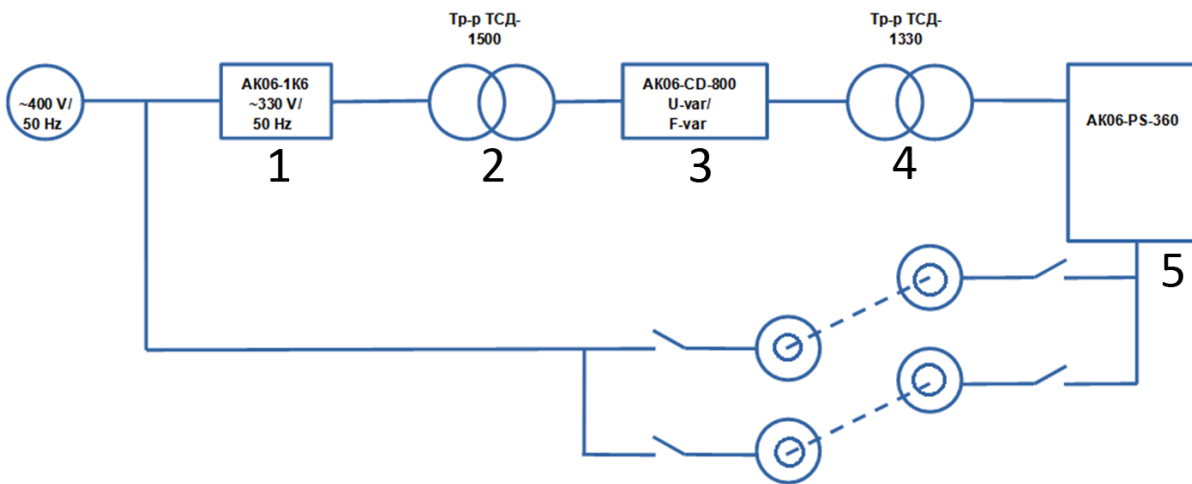 Тр-р ТСД-
1500
Тр-р ТСД-
1330
~400 V/
50 Hz
АК06-1К6
~330 V/
50 Hz
АК06-CD-800
U-var/
F-var
АК06-PS-360
1
2
3
4
5